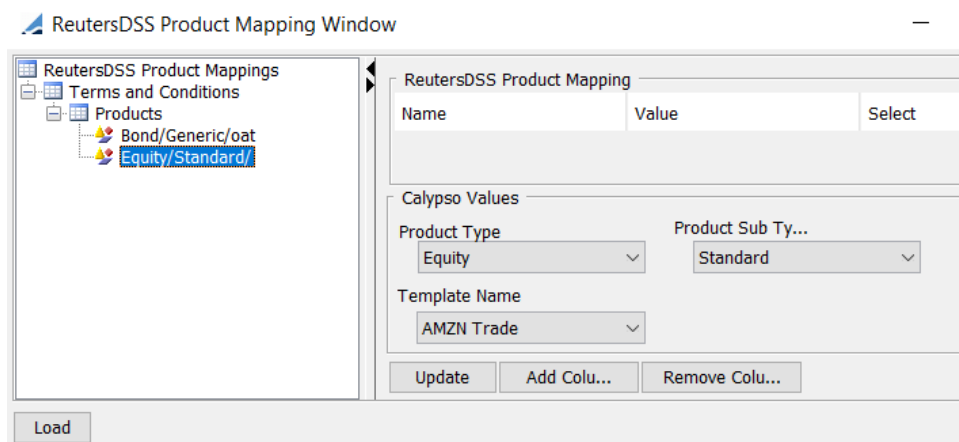 ReutersDSS Product Mapping Window
ReutersDSS Product Mappings
Terms and Conditions
Products
Bond/Generic/oat
Equity/Standard/
ReutersDSS Product Mapping
Name Value Select
Calypso Values
Product Type Product Sub Ty...
Equity Standard
Template Name
AMZN Trade
Update Add Colu... Remove Colu...
Load